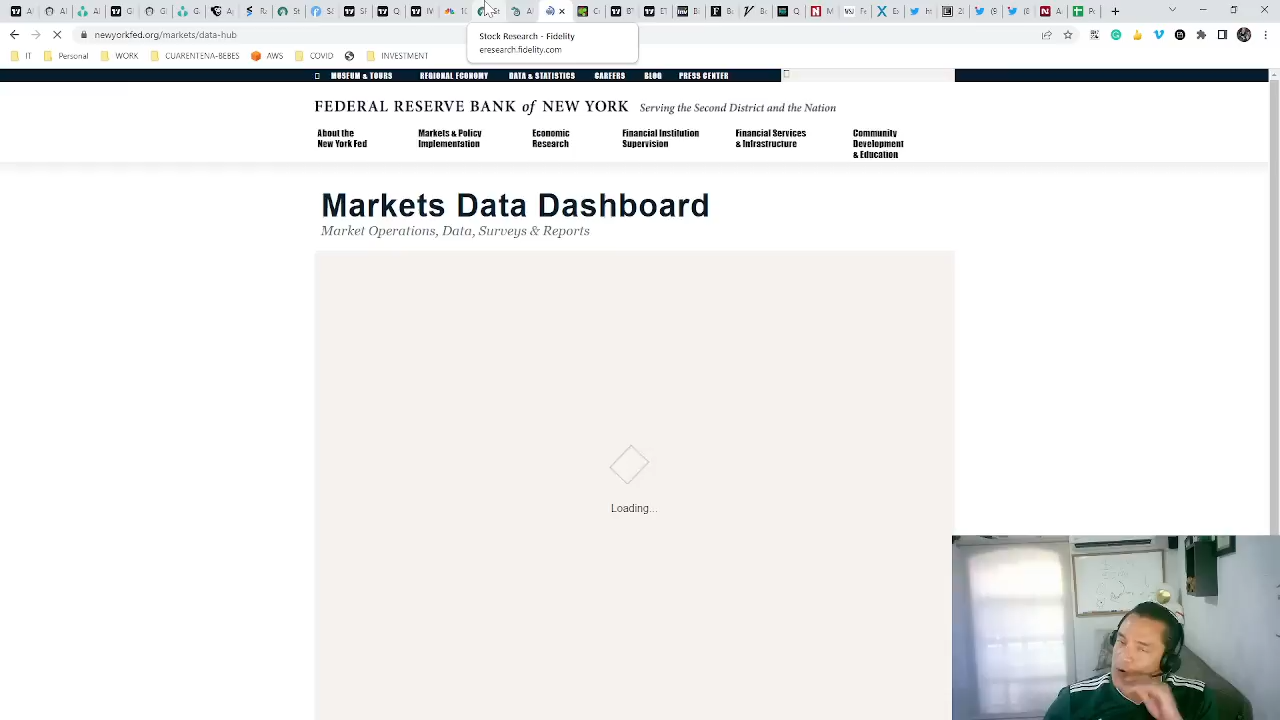 newyorkfed.org/markets/data-hub
Stock Research - Fidelity
eresearch.fidelity.com
IT
Personal
WORK
CUARENTENA-BEBES
AWS
COVID
INVESTMENT
MUSEUM & TOURS
REGIONAL ECONOMY
DATA & STATISTICS
CAREERS
BLOG
PRESS CENTER
FEDERAL RESERVE BANK of NEW YORK
Serving the Second District and the Nation
About the
New York Fed
Markets & Policy
Implementation
Economic
Research
Financial Institution
Supervision
Financial Services
& Infrastructure
Community
Development
& Education
Markets Data Dashboard
Market Operations, Data, Surveys & Reports
Loading...